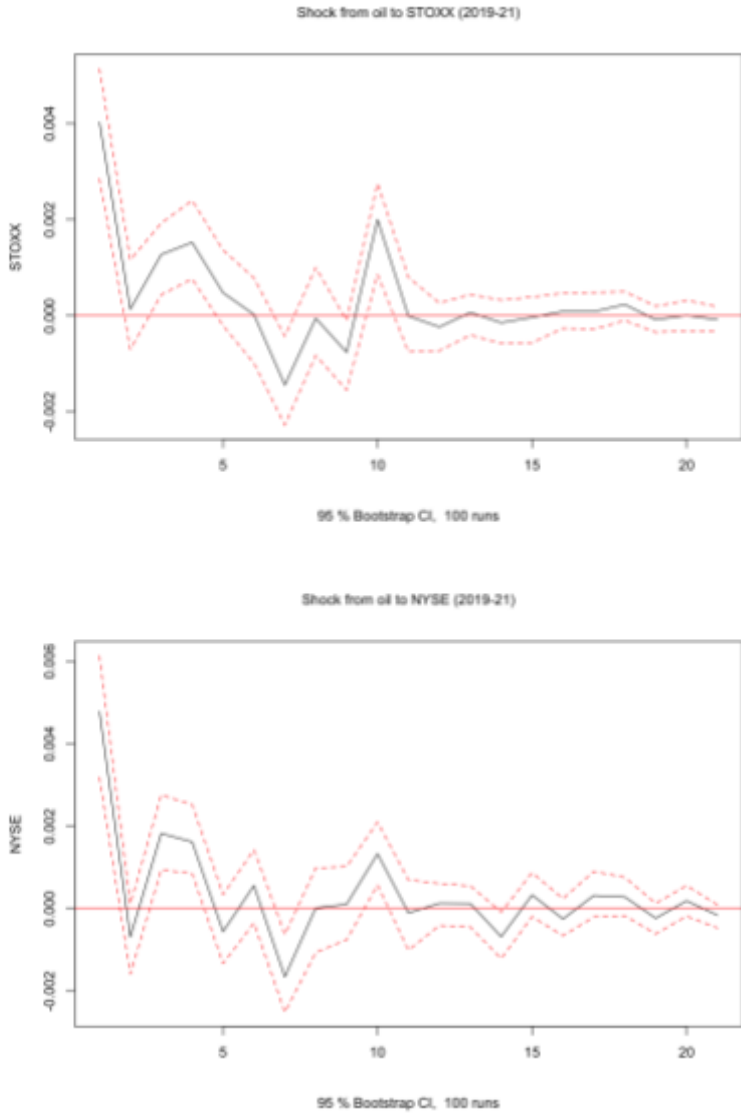 Shock from oil to STOXX (2019-21)
0.004
0.002
0.000
-0.002
STOXX
5 10 15 20
95 % Bootstrap CI, 100 runs
Shock from oil to NYSE (2019-21)
0.006
0.004
0.002
0.000
-0.002
NYSE
5 10 15 20
95 % Bootstrap CI, 100 runs